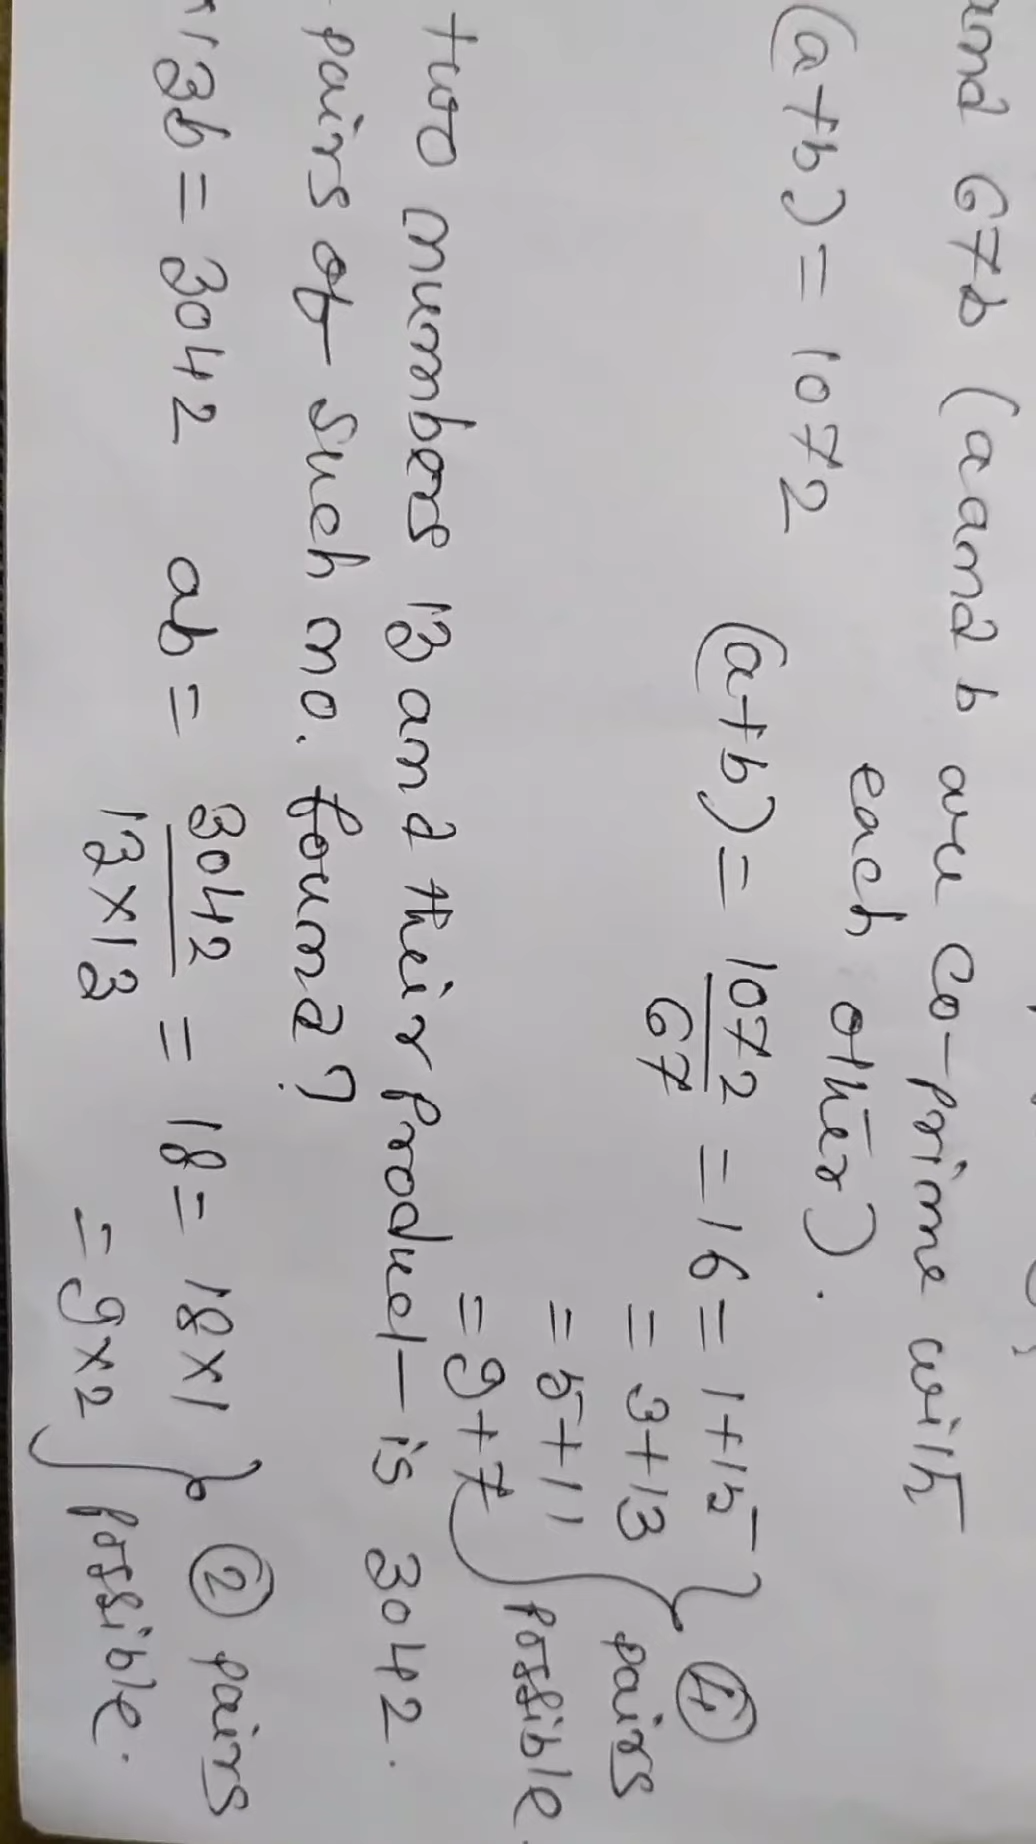 and 67b (a and b are co-prime with
each other).
(a+b) = 1072
(a+b) = 1072/67 = 16 = 1+15
= 3+13
= 5+11
= 9+7
④ pairs
possible.
two numbers 13 and their product is 3042.
pairs of such no. found?
13b = 3042 ab = 3042/13×13 = 18 = 18×1
= 9×2
② pairs
possible.